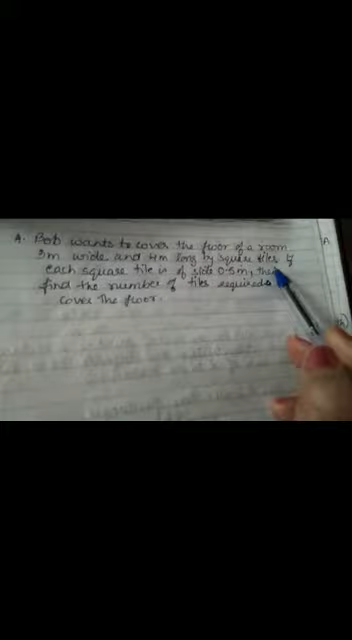 A. Bob wants to cover the floor of a room
3m wide and 4m long by square tiles. If
each square tile is of side 0.5m, then
find the number of tiles required to
cover the floor.
A